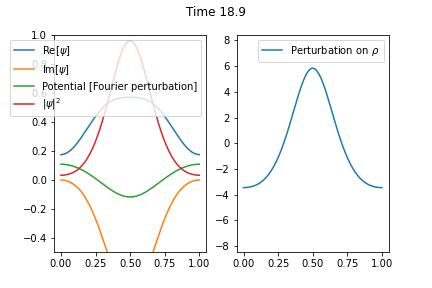 Time 18.9
Re[ψ]
Im[ψ]
Potential [Fourier perturbation]
|ψ|²
1.0
0.8
0.6
0.4
0.2
0.0
−0.2
−0.4
0.00 0.25 0.50 0.75 1.00
Perturbation on ρ
8
6
4
2
0
−2
−4
−6
−8
0.00 0.25 0.50 0.75 1.00